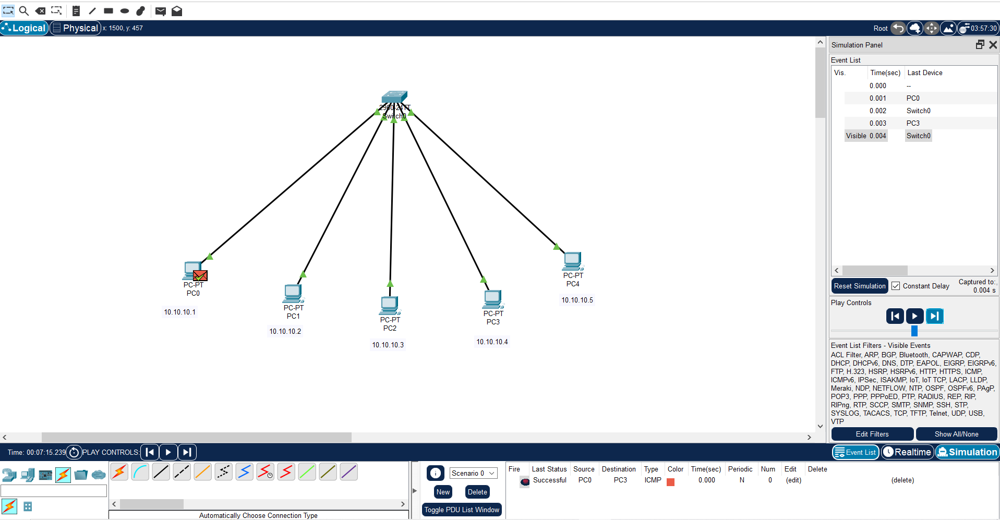 Logical Physical x: 1500, y: 457 Root 03:57:30
Simulation Panel
Event List
Vis. Time(sec) Last Device
0.000 --
0.001 PC0
0.002 Switch0
0.003 PC3
Visible 0.004 Switch0
2960-24TT
Switch0
PC-PT
PC0
10.10.10.1
PC-PT
PC1
10.10.10.2
PC-PT
PC2
10.10.10.3
PC-PT
PC3
10.10.10.4
PC-PT
PC4
10.10.10.5
Reset Simulation Constant Delay Captured to:
0.004 s
Play Controls
Event List Filters - Visible Events
ACL Filter, ARP, BGP, Bluetooth, CAPWAP, CDP,
DHCP, DHCPv6, DNS, DTP, EAPOL, EIGRP, EIGRPv6,
FTP, H.323, HSRP, HSRPv6, HTTP, HTTPS, ICMP,
ICMPv6, IPSec, ISAKMP, IoT, IoT TCP, LACP, LLDP,
Meraki, NDP, NETFLOW, NTP, OSPF, OSPFv6, PAgP,
POP3, PPP, PPPoED, PTP, RADIUS, REP, RIP,
RIPng, RTP, SCCP, SMTP, SNMP, SSH, STP,
SYSLOG, TACACS, TCP, TFTP, Telnet, UDP, USB,
VTP
Edit Filters Show All/None
Time: 00:07:15.239 PLAY CONTROLS: Event List Realtime Simulation
Scenario 0
New Delete
Toggle PDU List Window
Fire Last Status Source Destination Type Color Time(sec) Periodic Num Edit Delete
Successful PC0 PC3 ICMP 0.000 N 0 (edit) (delete)
Automatically Choose Connection Type